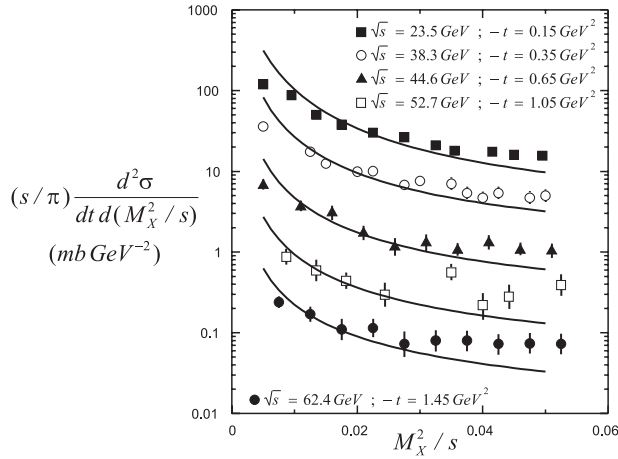 1000
100
10
1
0.1
0.01
√s = 23.5 GeV ; −t = 0.15 GeV²
√s = 38.3 GeV ; −t = 0.35 GeV²
√s = 44.6 GeV ; −t = 0.65 GeV²
√s = 52.7 GeV ; −t = 1.05 GeV²
(s/π) d²σ / dt d(M_X²/s)
(mb GeV⁻²)
√s = 62.4 GeV ; −t = 1.45 GeV²
0 0.02 0.04 0.06
M_X² / s